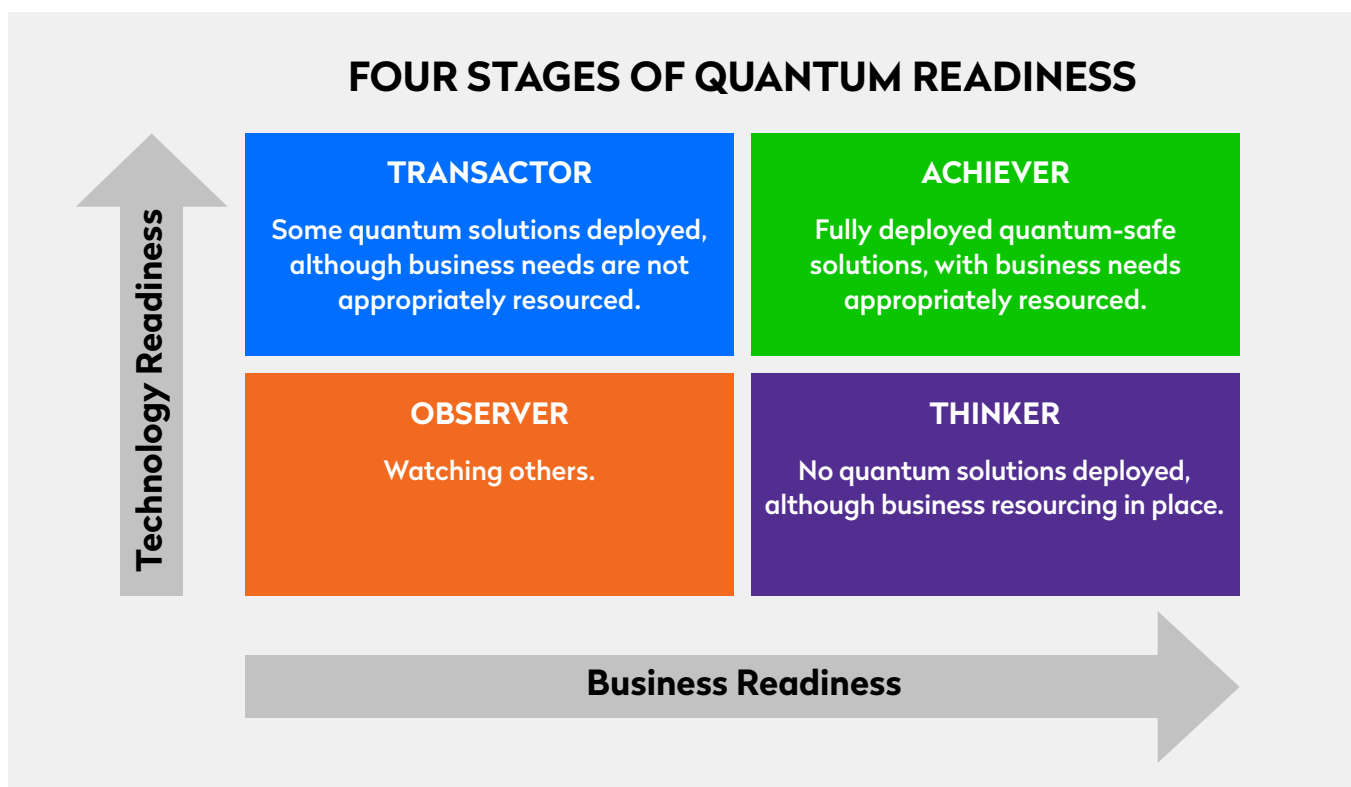 FOUR STAGES OF QUANTUM READINESS
Technology Readiness
TRANSACTOR
Some quantum solutions deployed,
although business needs are not
appropriately resourced.
ACHIEVER
Fully deployed quantum-safe
solutions, with business needs
appropriately resourced.
OBSERVER
Watching others.
THINKER
No quantum solutions deployed,
although business resourcing in place.
Business Readiness